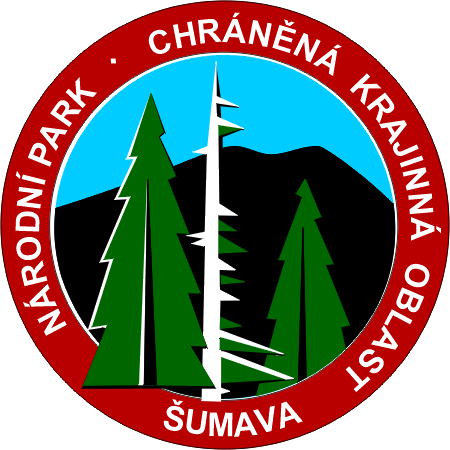 NÁRODNÍ PARK · CHRÁNĚNÁ KRAJINNÁ OBLAST
ŠUMAVA